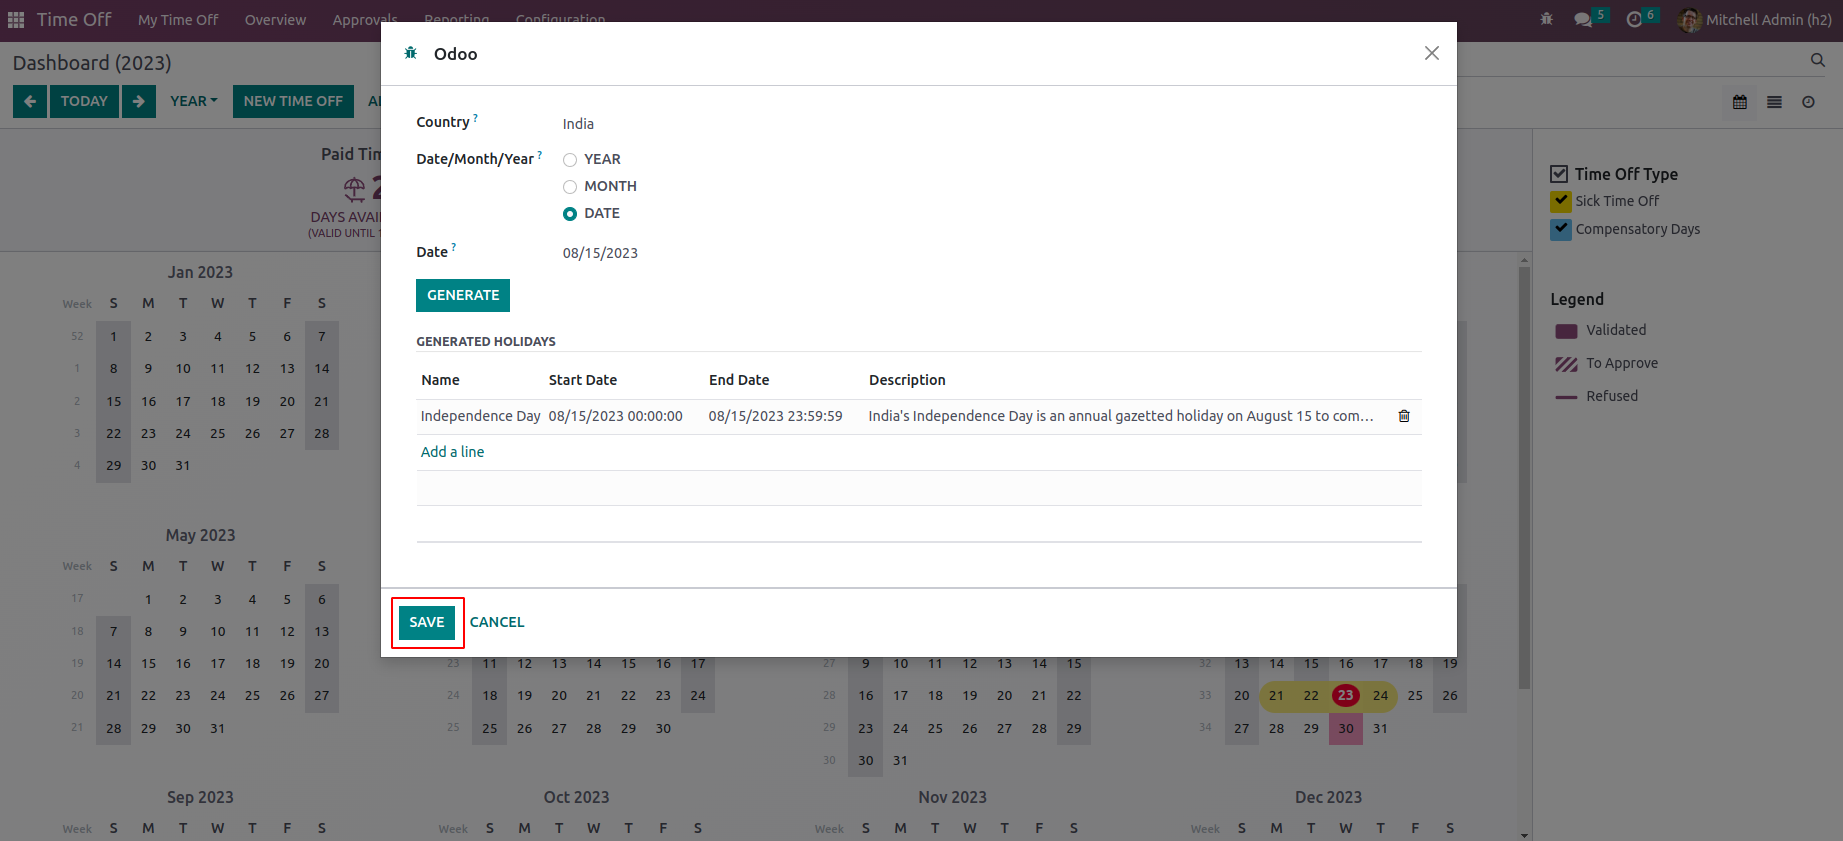 Time Off My Time Off Overview Approvals Reporting Configuration 5 6 Mitchell Admin (h2)
Dashboard (2023)
TODAY YEAR NEW TIME OFF
Odoo
Country ? India
Date/Month/Year ? YEAR
MONTH
DATE
Date ? 08/15/2023
GENERATE
GENERATED HOLIDAYS
Name Start Date End Date Description
Independence Day 08/15/2023 00:00:00 08/15/2023 23:59:59 India's Independence Day is an annual gazetted holiday on August 15 to com...
Add a line
SAVE CANCEL
Paid Tim
DAYS AVAI
(VALID UNTIL
Time Off Type
Sick Time Off
Compensatory Days
Legend
Validated
To Approve
Refused
Jan 2023
Week S M T W T F S
52 1 2 3 4 5 6 7
1 8 9 10 11 12 13 14
2 15 16 17 18 19 20 21
3 22 23 24 25 26 27 28
4 29 30 31
May 2023
Week S M T W T F S
17 1 2 3 4 5 6
18 7 8 9 10 11 12 13
19 14 15 16 17 18 19 20
20 21 22 23 24 25 26 27
21 28 29 30 31
23 11 12 13 14 15 16 17
24 18 19 20 21 22 23 24
25 25 26 27 28 29 30
27 9 10 11 12 13 14 15
28 16 17 18 19 20 21 22
29 23 24 25 26 27 28 29
30 30 31
32 13 14 15 16 17 18 19
33 20 21 22 23 24 25 26
34 27 28 29 30 31
Sep 2023 Oct 2023 Nov 2023 Dec 2023
Week S M T W T F S Week S M T W T F S Week S M T W T F S Week S M T W T F S